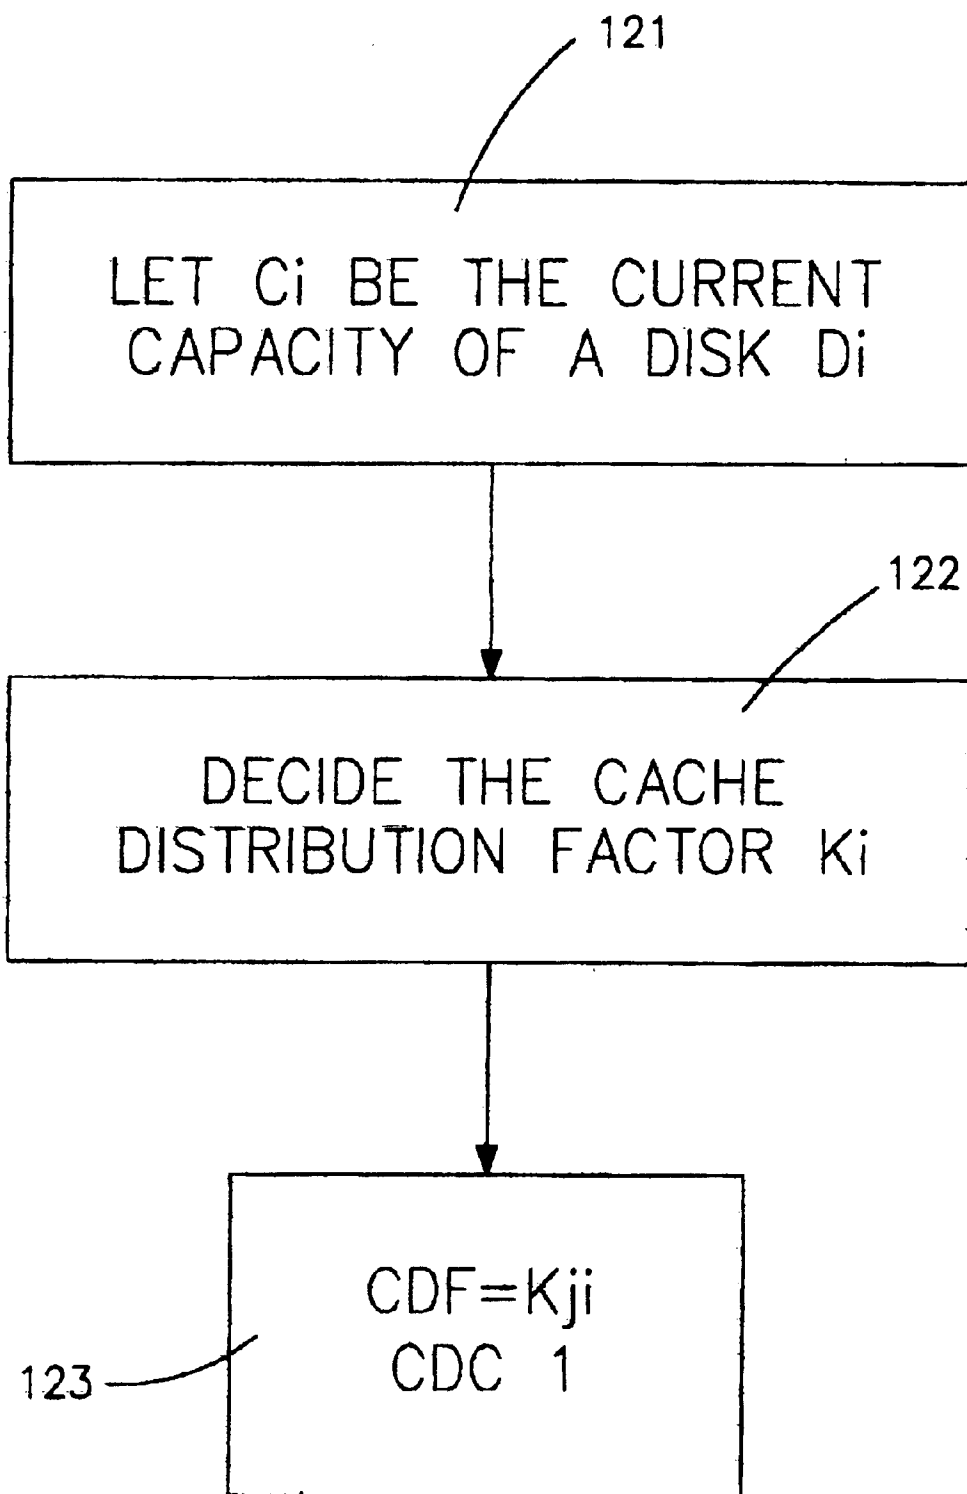 121
LET Ci BE THE CURRENT
CAPACITY OF A DISK Di
122
DECIDE THE CACHE
DISTRIBUTION FACTOR Ki
CDF=Kji
CDC 1
123